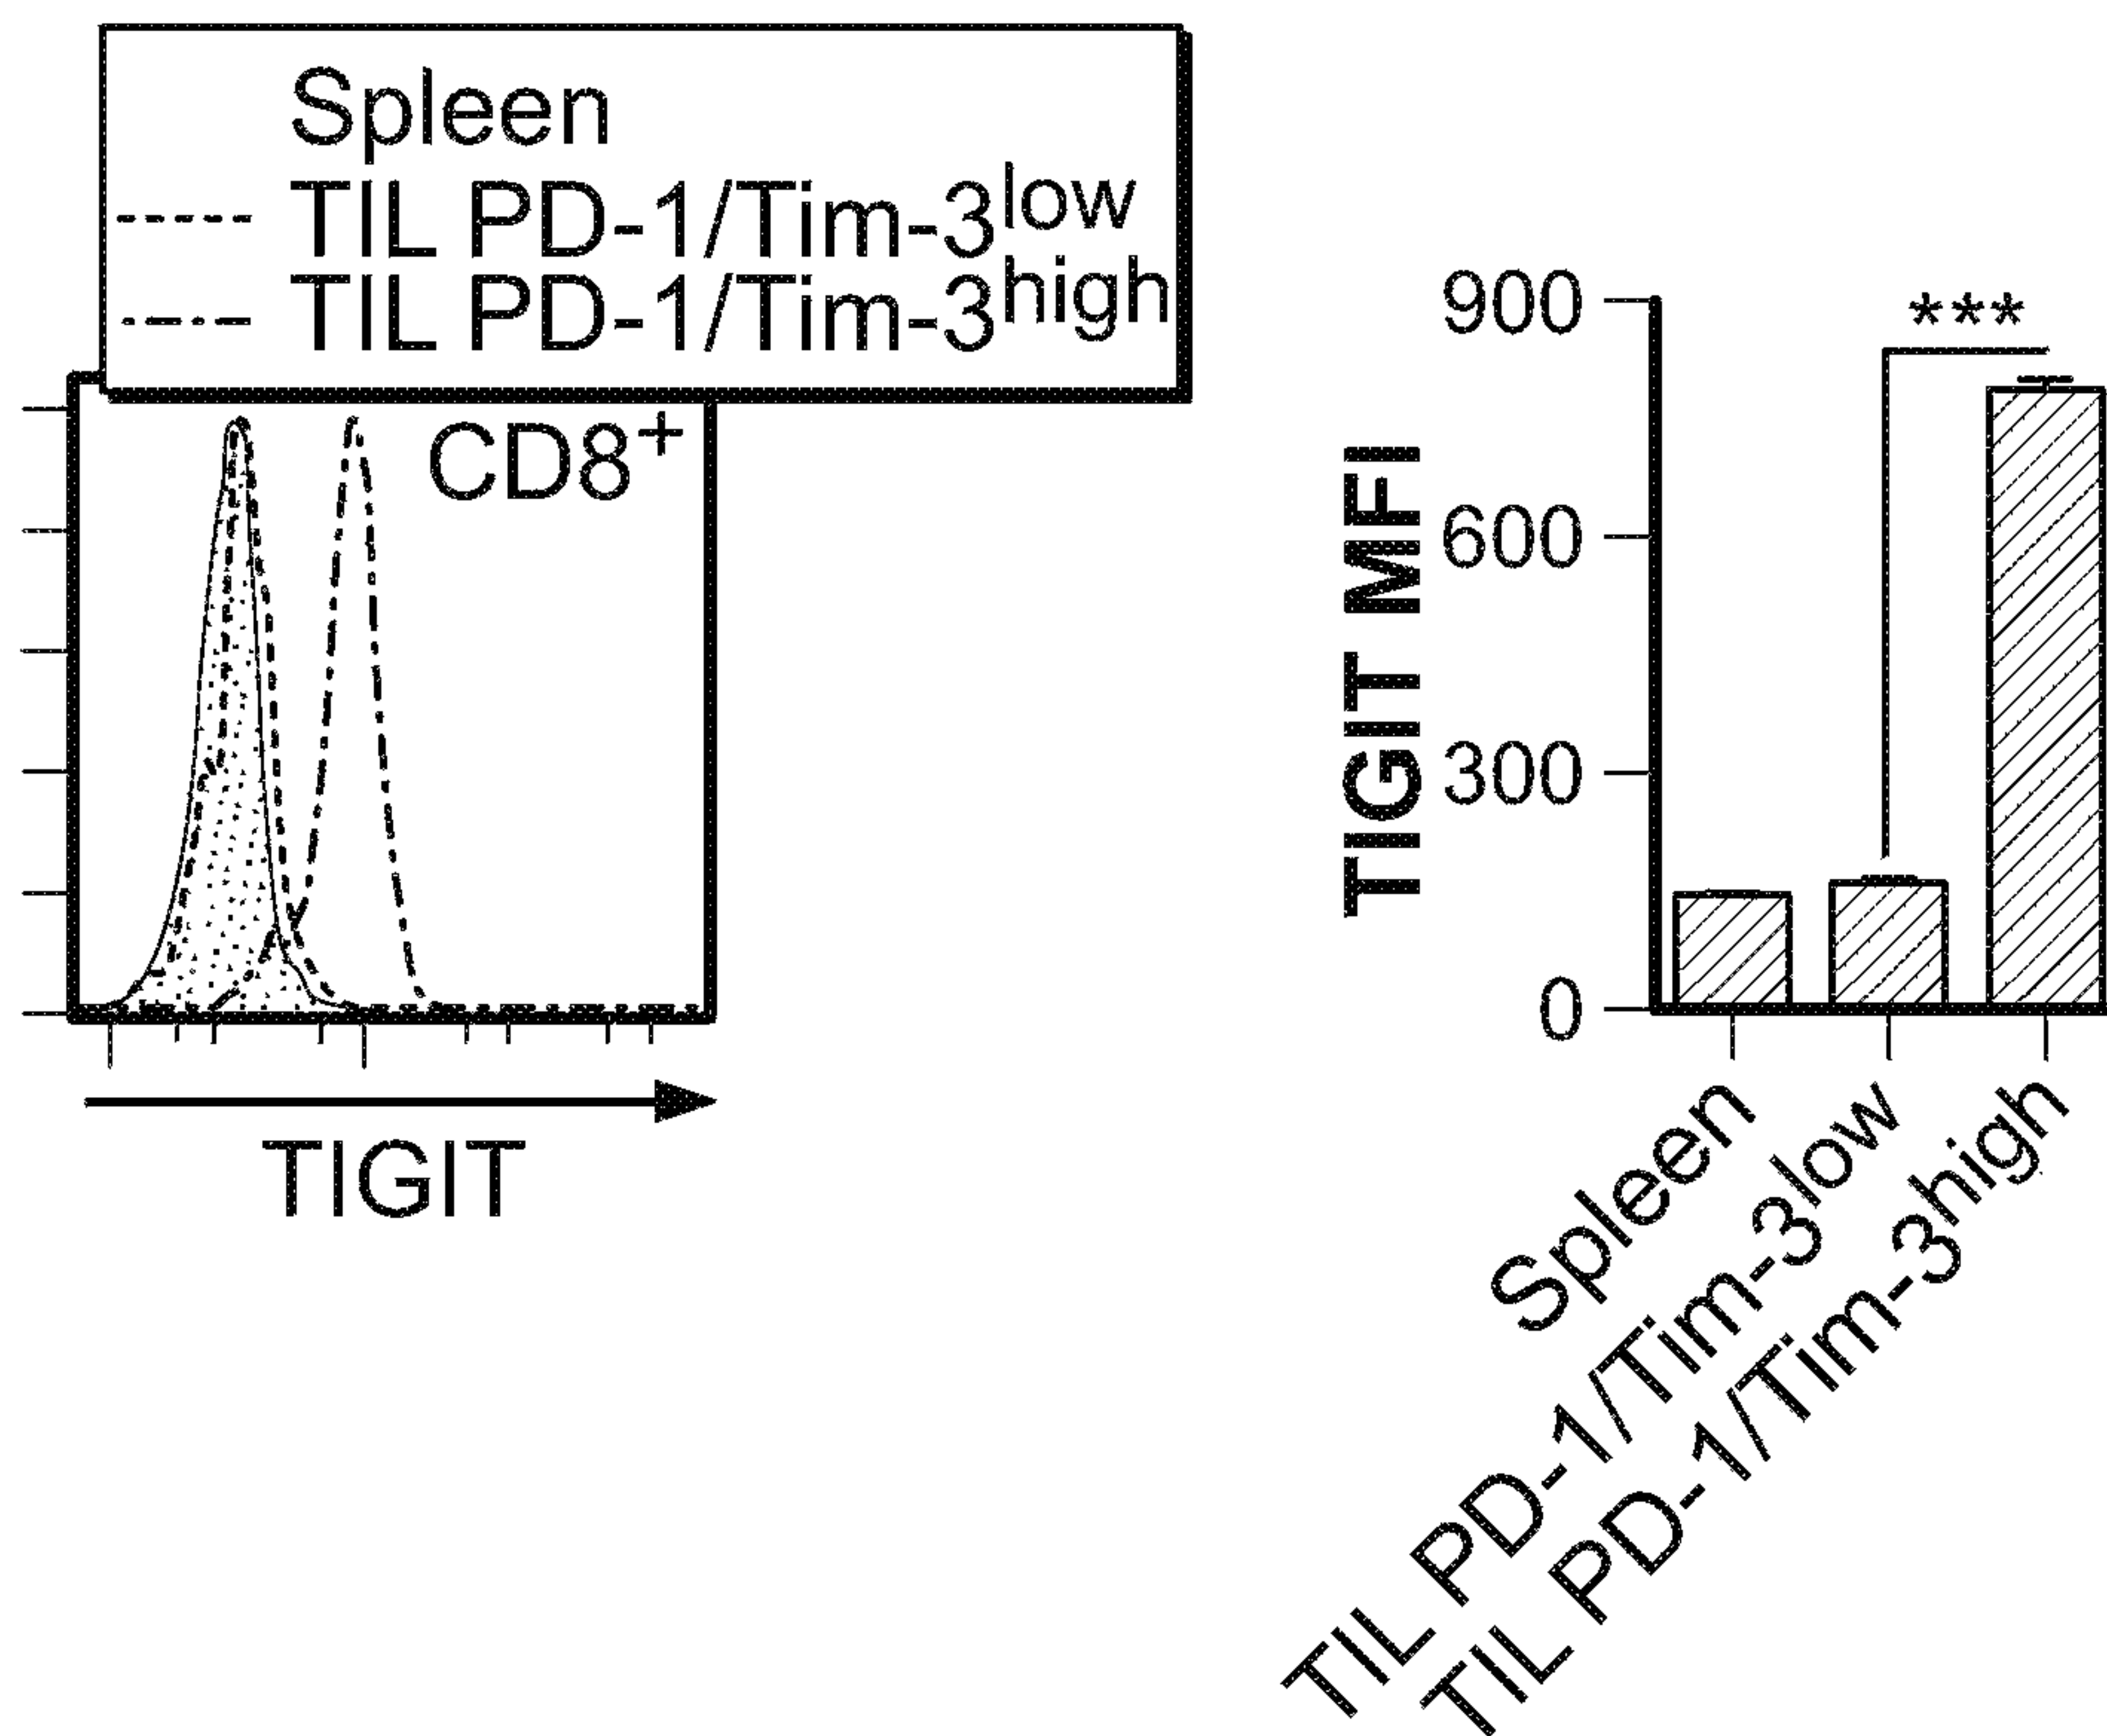 Spleen
TIL PD-1/Tim-3low
TIL PD-1/Tim-3high
CD8+
TIGIT
TIGIT MFI
900
600
300
0
***
Spleen
TIL PD-1/Tim-3low
TIL PD-1/Tim-3high